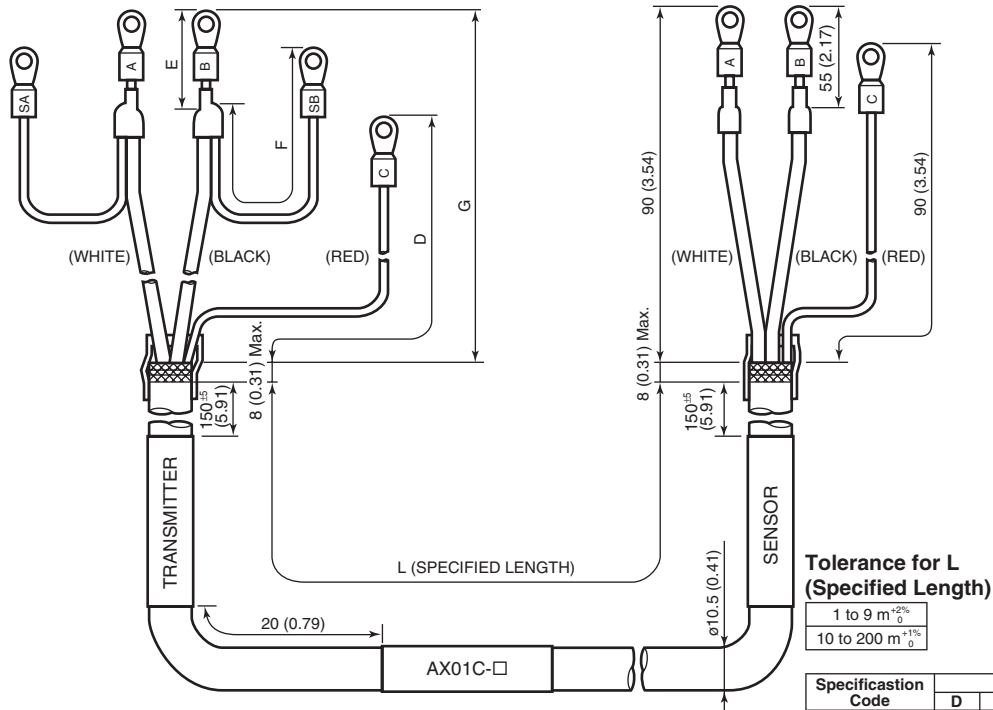 A
B
SA
SB
C
E
F
G
D
(WHITE)
(BLACK)
(RED)
8 (0.31) Max.
150±5
(5.91)
TRANSMITTER
20 (0.79)
AX01C-□
L (SPECIFIED LENGTH)
ø10.5 (0.41)
A
B
C
55 (2.17)
90 (3.54)
90 (3.54)
(WHITE)
(BLACK)
(RED)
8 (0.31) Max.
150±5
(5.91)
SENSOR
Tolerance for L
(Specified Length)
1 to 9 m +2% 0
10 to 200 m +1% 0
Specificastion
Code
D